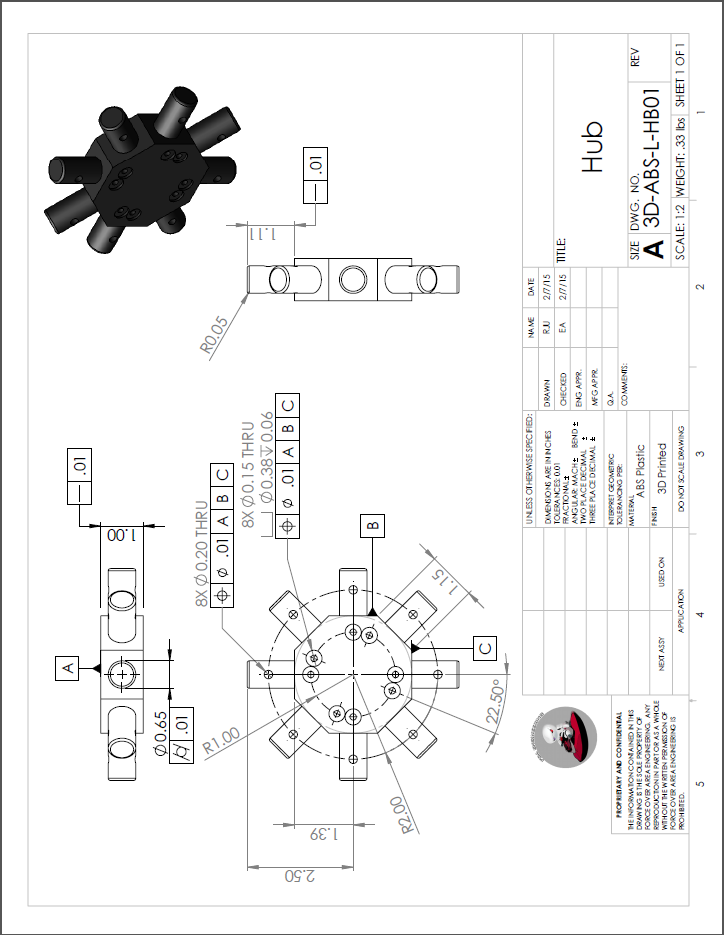 .01
1.11
R0.05
.01
1.00
A
⌀0.65
.01
8X ⌀0.20 THRU
⌖ ⌀ .01 A B C
8X ⌀0.15 THRU
⌴ ⌀0.38 ↧ 0.06
⌖ ⌀ .01 A B C
B
1.15
C
22.50°
R1.00
R2.00
1.39
2.50
PROPRIETARY AND CONFIDENTIAL
THE INFORMATION CONTAINED IN THIS
DRAWING IS THE SOLE PROPERTY OF
FORCE OVER AREA ENGINEERING. ANY
REPRODUCTION IN PART OR AS A WHOLE
WITHOUT THE WRITTEN PERMISSION OF
FORCE OVER AREA ENGINEERING IS
PROHIBITED.
NEXT ASSY
USED ON
APPLICATION
UNLESS OTHERWISE SPECIFIED:
DIMENSIONS ARE IN INCHES
TOLERANCES: 0.01
FRACTIONAL ±
ANGULAR: MACH ± BEND ±
TWO PLACE DECIMAL ±
THREE PLACE DECIMAL ±
INTERPRET GEOMETRIC
TOLERANCING PER:
MATERIAL
ABS Plastic
FINISH
3D Printed
DO NOT SCALE DRAWING
NAME
DATE
DRAWN
RJU
2/7/15
CHECKED
EA
2/7/15
ENG APPR.
MFG APPR.
Q.A.
COMMENTS:
TITLE:
Hub
SIZE
A
DWG. NO.
3D-ABS-L-HB01
REV
SCALE: 1:2
WEIGHT: .33 lbs
SHEET 1 OF 1
5
4
3
2
1